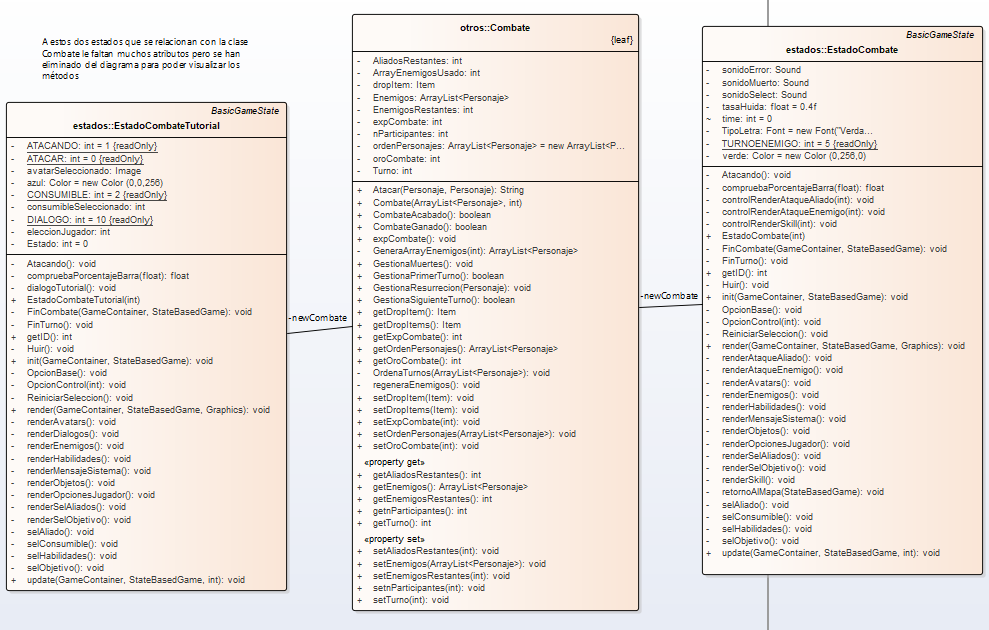 A estos dos estados que se relacionan con la clase
Combate le faltan muchos atributos pero se han
eliminado del diagrama para poder visualizar los
métodos
BasicGameState
estados::EstadoCombateTutorial
- ATACANDO: int = 1 {readOnly}
- ATACAR: int = 0 {readOnly}
- avatarSeleccionado: Image
- azul: Color = new Color (0,0,256)
- CONSUMIBLE: int = 2 {readOnly}
- consumibleSeleccionado: int
- DIALOGO: int = 10 {readOnly}
- eleccionJugador: int
- Estado: int = 0
- Atacando(): void
- compruebaPorcentajeBarra(float): float
- dialogoTutorial(): void
+ EstadoCombateTutorial(int)
- FinCombate(GameContainer, StateBasedGame): void
- FinTurno(): void
+ getID(): int
- Huir(): void
+ init(GameContainer, StateBasedGame): void
- OpcionBase(): void
- OpcionControl(int): void
- ReiniciarSeleccion(): void
+ render(GameContainer, StateBasedGame, Graphics): void
- renderAvatars(): void
- renderDialogos(): void
- renderEnemigos(): void
- renderHabilidades(): void
- renderMensajeSistema(): void
- renderObjetos(): void
- renderOpcionesJugador(): void
- renderSelAliados(): void
- renderSelObjetivo(): void
- selAliado(): void
- selConsumible(): void
- selHabilidades(): void
- selObjetivo(): void
+ update(GameContainer, StateBasedGame, int): void
-newCombate
otros::Combate
{leaf}
- AliadosRestantes: int
- ArrayEnemigosUsado: int
- dropItem: Item
- Enemigos: ArrayList<Personaje>
- EnemigosRestantes: int
- expCombate: int
- nParticipantes: int
- ordenPersonajes: ArrayList<Personaje> = new ArrayList<P...
- oroCombate: int
- Turno: int
+ Atacar(Personaje, Personaje): String
+ Combate(ArrayList<Personaje>, int)
+ CombateAcabado(): boolean
+ CombateGanado(): boolean
+ expCombate(): void
- GeneraArrayEnemigos(int): ArrayList<Personaje>
+ GestionaMuertes(): void
+ GestionaPrimerTurno(): boolean
+ GestionaResurrecion(Personaje): void
+ GestionaSiguienteTurno(): boolean
+ getDropItem(): Item
+ getDropItems(): Item
+ getExpCombate(): int
+ getOrdenPersonajes(): ArrayList<Personaje>
+ getOroCombate(): int
- OrdenaTurnos(ArrayList<Personaje>): void
- regeneraEnemigos(): void
+ setDropItem(Item): void
+ setDropItems(Item): void
+ setExpCombate(int): void
+ setOrdenPersonajes(ArrayList<Personaje>): void
+ setOroCombate(int): void
«property get»
+ getAliadosRestantes(): int
+ getEnemigos(): ArrayList<Personaje>
+ getEnemigosRestantes(): int
+ getnParticipantes(): int
+ getTurno(): int
«property set»
+ setAliadosRestantes(int): void
+ setEnemigos(ArrayList<Personaje>): void
+ setEnemigosRestantes(int): void
+ setnParticipantes(int): void
+ setTurno(int): void
-newCombate
BasicGameState
estados::EstadoCombate
- sonidoError: Sound
- sonidoMuerto: Sound
- sonidoSelect: Sound
- tasaHuida: float = 0.4f
~ time: int = 0
- TipoLetra: Font = new Font("Verda...
- TURNOENEMIGO: int = 5 {readOnly}
- verde: Color = new Color (0,256,0)
- Atacando(): void
- compruebaPorcentajeBarra(float): float
- controlRenderAtaqueAliado(int): void
- controlRenderAtaqueEnemigo(int): void
- controlRenderSkill(int): void
+ EstadoCombate(int)
- FinCombate(GameContainer, StateBasedGame): void
- FinTurno(): void
+ getID(): int
- Huir(): void
+ init(GameContainer, StateBasedGame): void
- OpcionBase(): void
- OpcionControl(int): void
- ReiniciarSeleccion(): void
+ render(GameContainer, StateBasedGame, Graphics): void
- renderAtaqueAliado(): void
- renderAtaqueEnemigo(): void
- renderAvatars(): void
- renderEnemigos(): void
- renderHabilidades(): void
- renderMensajeSistema(): void
- renderObjetos(): void
- renderOpcionesJugador(): void
- renderSelAliados(): void
- renderSelObjetivo(): void
- renderSkill(): void
- retornoAlMapa(StateBasedGame): void
- selAliado(): void
- selConsumible(): void
- selHabilidades(): void
- selObjetivo(): void
+ update(GameContainer, StateBasedGame, int): void